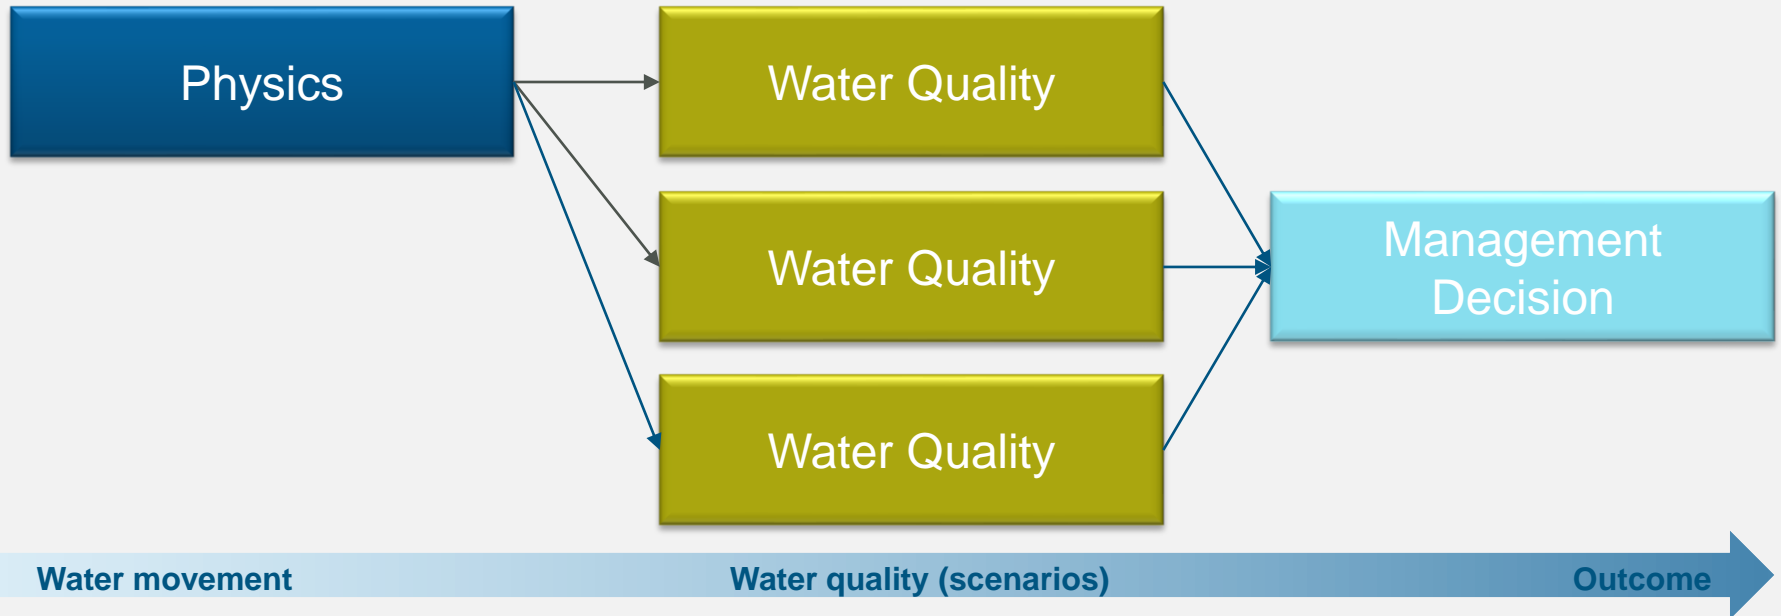 Physics
Water Quality
Water Quality
Management
Decision
Water Quality
Water movement
Water quality (scenarios)
Outcome